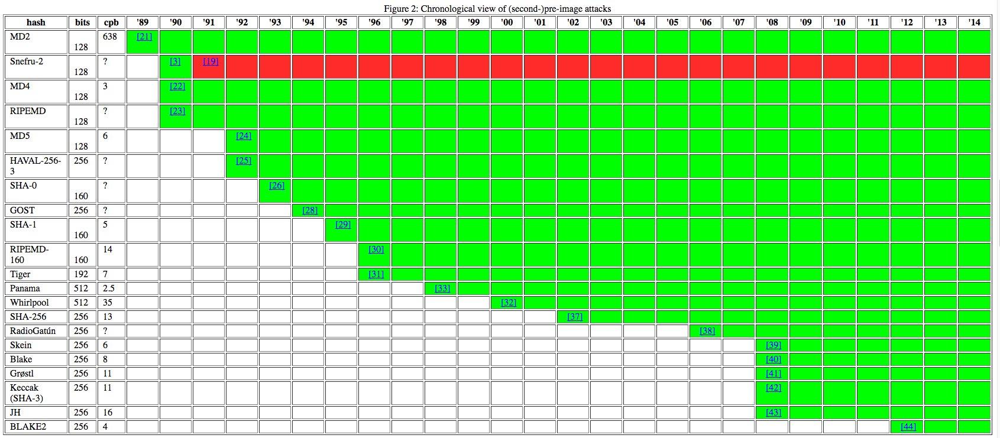 Figure 2: Chronological view of (second-)pre-image attacks
hash bits cpb '89 '90 '91 '92 '93 '94 '95 '96 '97 '98 '99 '00 '01 '02 '03 '04 '05 '06 '07 '08 '09 '10 '11 '12 '13 '14
MD2 128 638 [21]
Snefru-2 128 ? [3] [19]
MD4 128 3 [22]
RIPEMD 128 ? [23]
MD5 128 6 [24]
HAVAL-256- 256 ? [25]
3
SHA-0 160 ? [26]
GOST 256 ? [28]
SHA-1 160 5 [29]
RIPEMD- 14 [30]
160 160
Tiger 192 7 [31]
Panama 512 2.5 [33]
Whirlpool 512 35 [32]
SHA-256 256 13 [37]
RadioGatún 256 ? [38]
Skein 256 6 [39]
Blake 256 8 [40]
Grøstl 256 11 [41]
Keccak 256 11 [42]
(SHA-3)
JH 256 16 [43]
BLAKE2 256 4 [44]